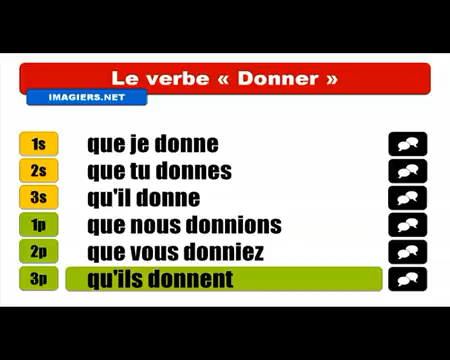 Le verbe « Donner »
IMAGIERS.NET
1s que je donne
2s que tu donnes
3s qu'il donne
1p que nous donnions
2p que vous donniez
3p qu'ils donnent